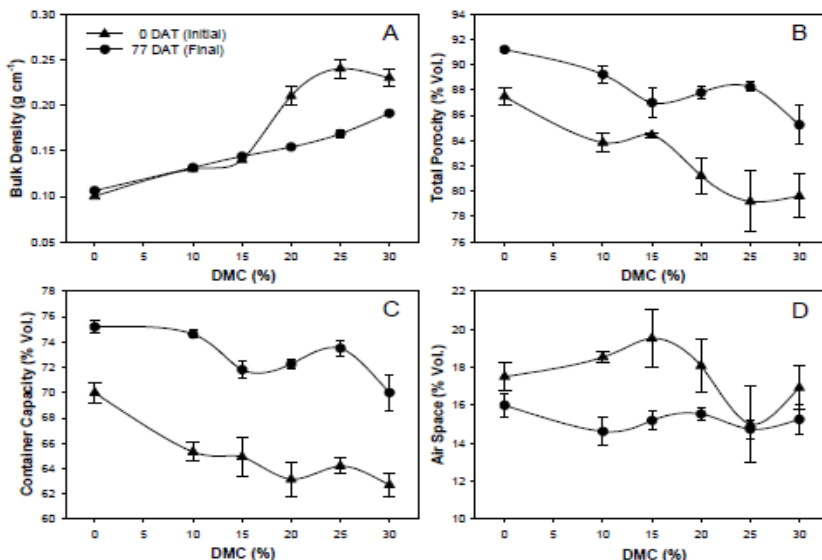 A
0 DAT (Initial)
77 DAT (Final)
Bulk Density (g cm⁻¹)
0.30
0.25
0.20
0.15
0.10
0.05
0 5 10 15 20 25 30
DMC (%)
B
Total Porocity (% Vol.)
92
90
88
86
84
82
80
78
76
0 5 10 15 20 25 30
DMC (%)
C
Container Capacity (% Vol.)
78
76
74
72
70
68
66
64
62
60
0 5 10 15 20 25 30
DMC (%)
D
Air Space (% Vol.)
22
20
18
16
14
12
10
0 5 10 15 20 25 30
DMC (%)